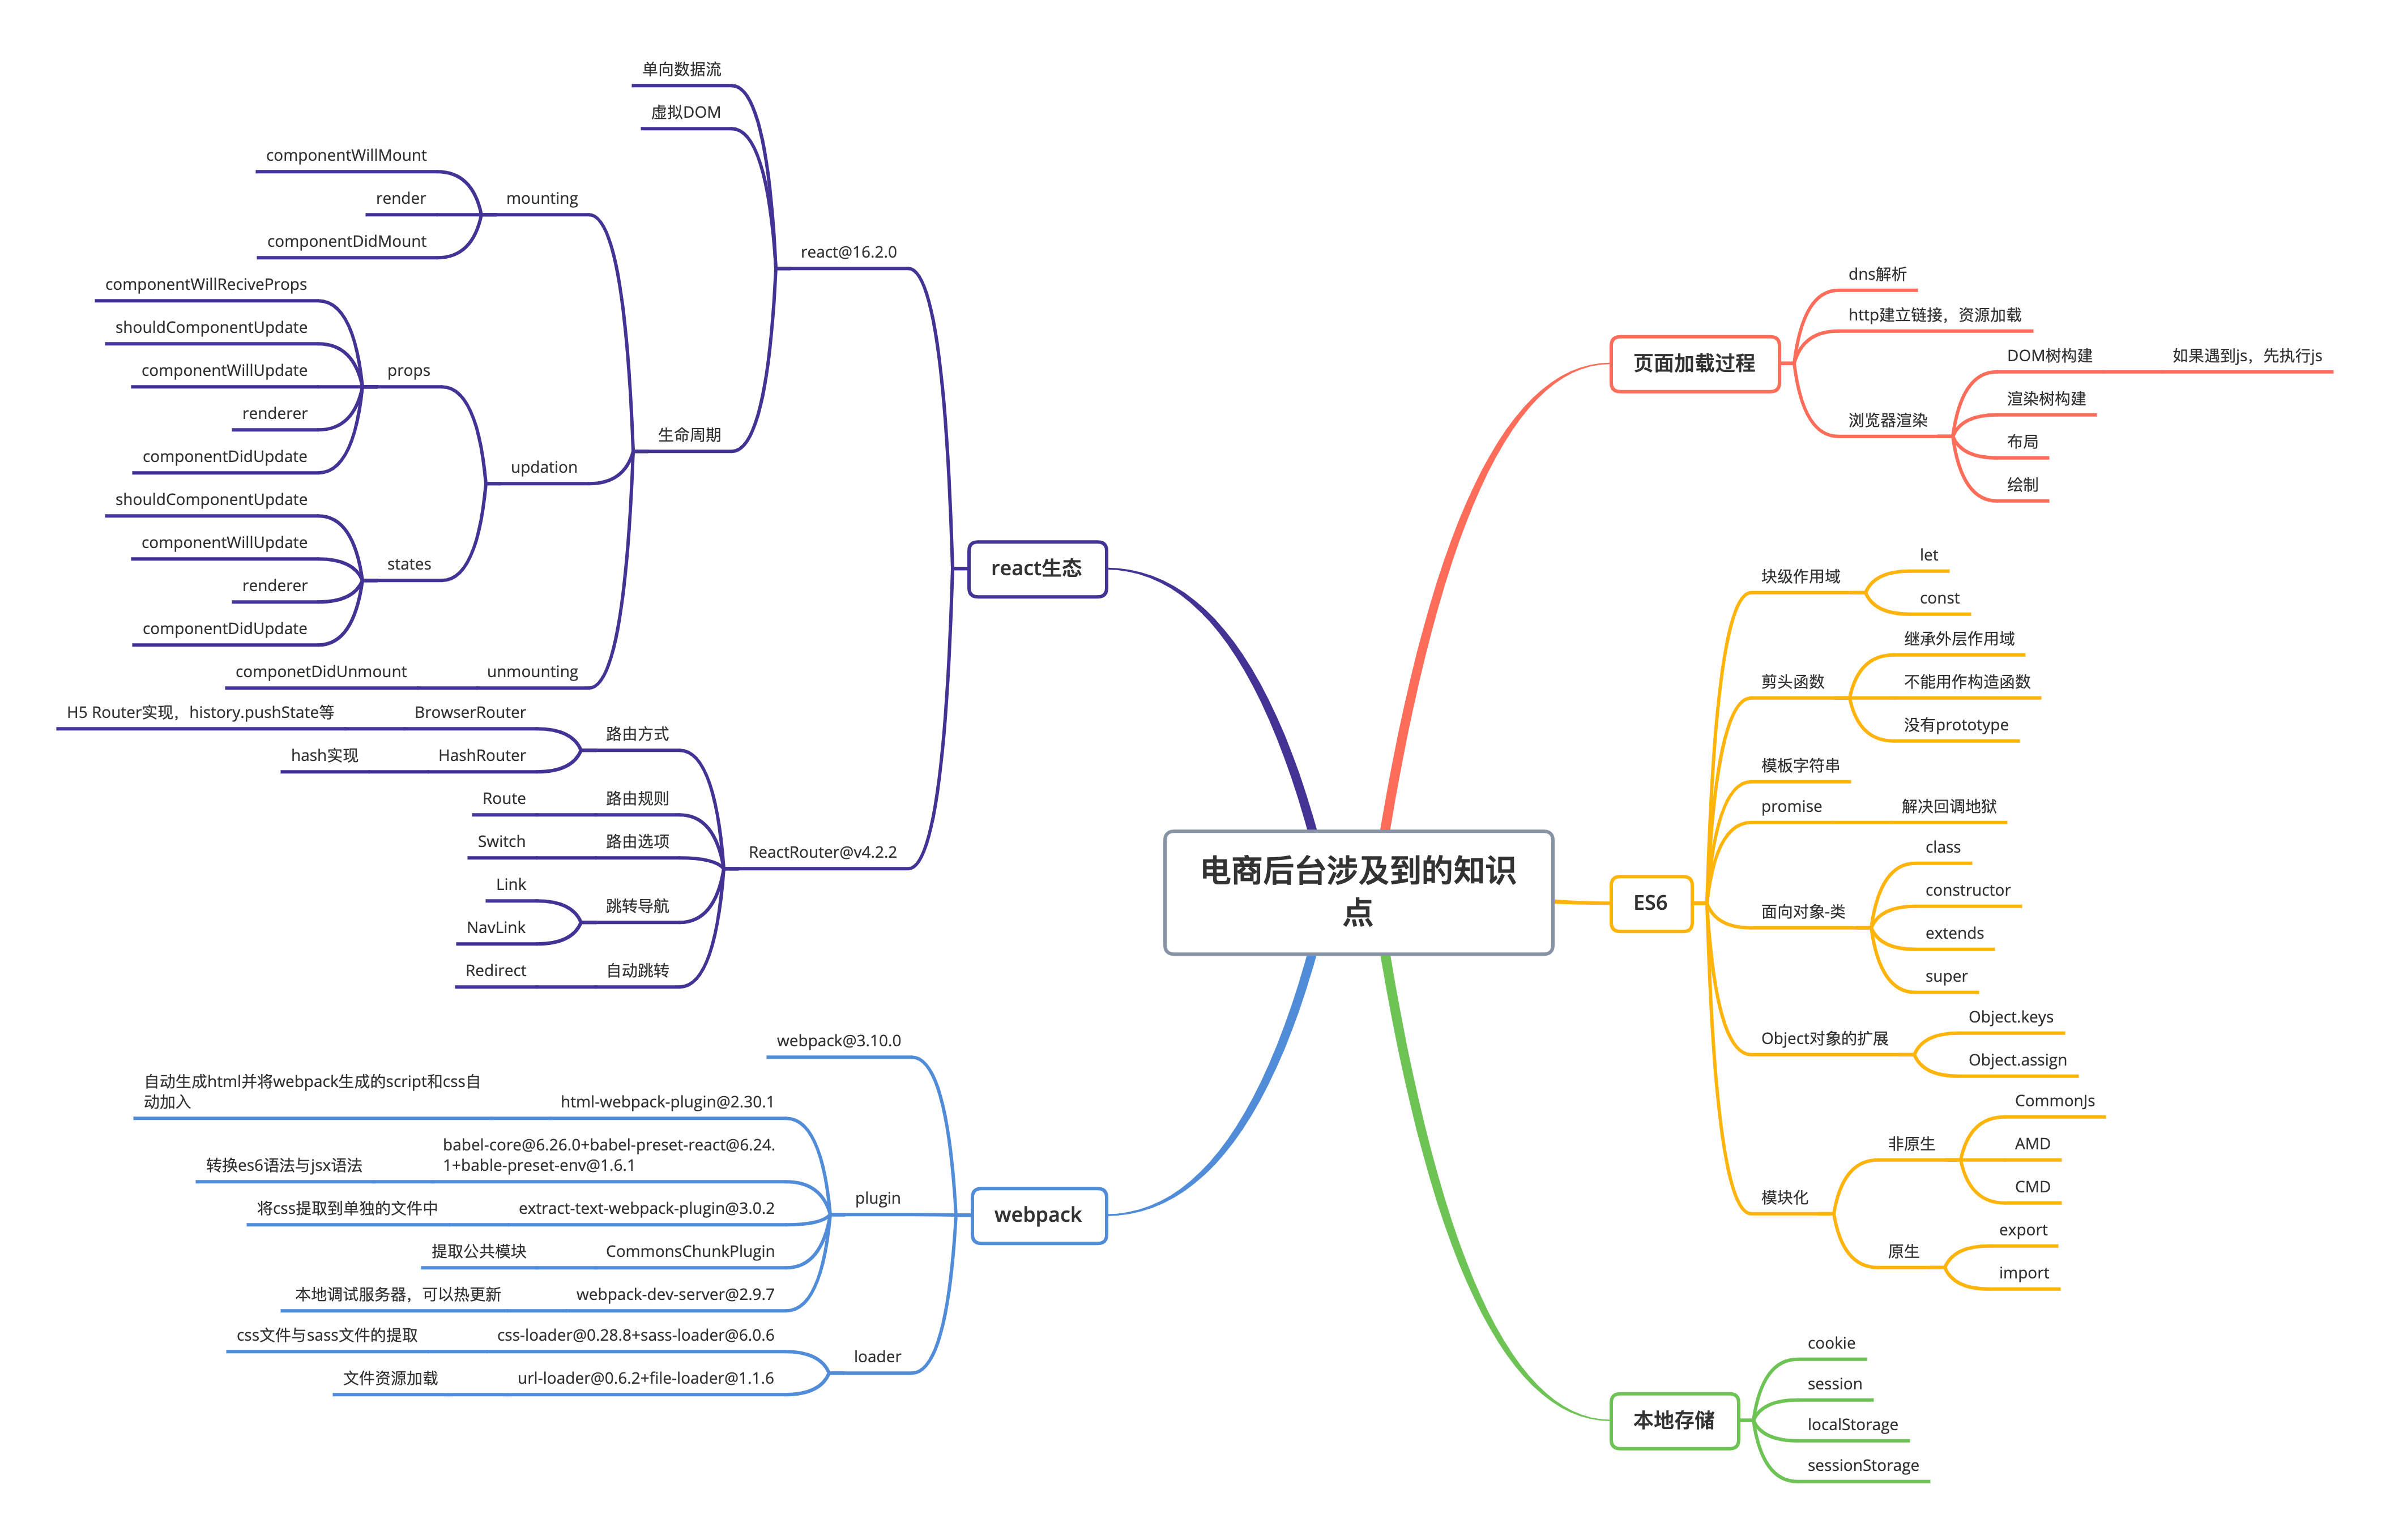 电商后台涉及到的知识
点
页面加载过程
dns解析
http建立链接，资源加载
浏览器渲染
DOM树构建
如果遇到js，先执行js
渲染树构建
布局
绘制
ES6
块级作用域
let
const
剪头函数
继承外层作用域
不能用作构造函数
没有prototype
模板字符串
promise
解决回调地狱
面向对象-类
class
constructor
extends
super
Object对象的扩展
Object.keys
Object.assign
模块化
非原生
CommonJs
AMD
CMD
原生
export
import
本地存储
cookie
session
localStorage
sessionStorage
react生态
react@16.2.0
单向数据流
虚拟DOM
生命周期
mounting
componentWillMount
render
componentDidMount
updation
props
componentWillReciveProps
shouldComponentUpdate
componentWillUpdate
renderer
componentDidUpdate
states
shouldComponentUpdate
componentWillUpdate
renderer
componentDidUpdate
unmounting
componetDidUnmount
ReactRouter@v4.2.2
路由方式
BrowserRouter
H5 Router实现，history.pushState等
HashRouter
hash实现
路由规则
Route
路由选项
Switch
跳转导航
Link
NavLink
自动跳转
Redirect
webpack
webpack@3.10.0
plugin
html-webpack-plugin@2.30.1
自动生成html并将webpack生成的script和css自
动加入
babel-core@6.26.0+babel-preset-react@6.24.
1+bable-preset-env@1.6.1
转换es6语法与jsx语法
extract-text-webpack-plugin@3.0.2
将css提取到单独的文件中
CommonsChunkPlugin
提取公共模块
webpack-dev-server@2.9.7
本地调试服务器，可以热更新
loader
css-loader@0.28.8+sass-loader@6.0.6
css文件与sass文件的提取
url-loader@0.6.2+file-loader@1.1.6
文件资源加载